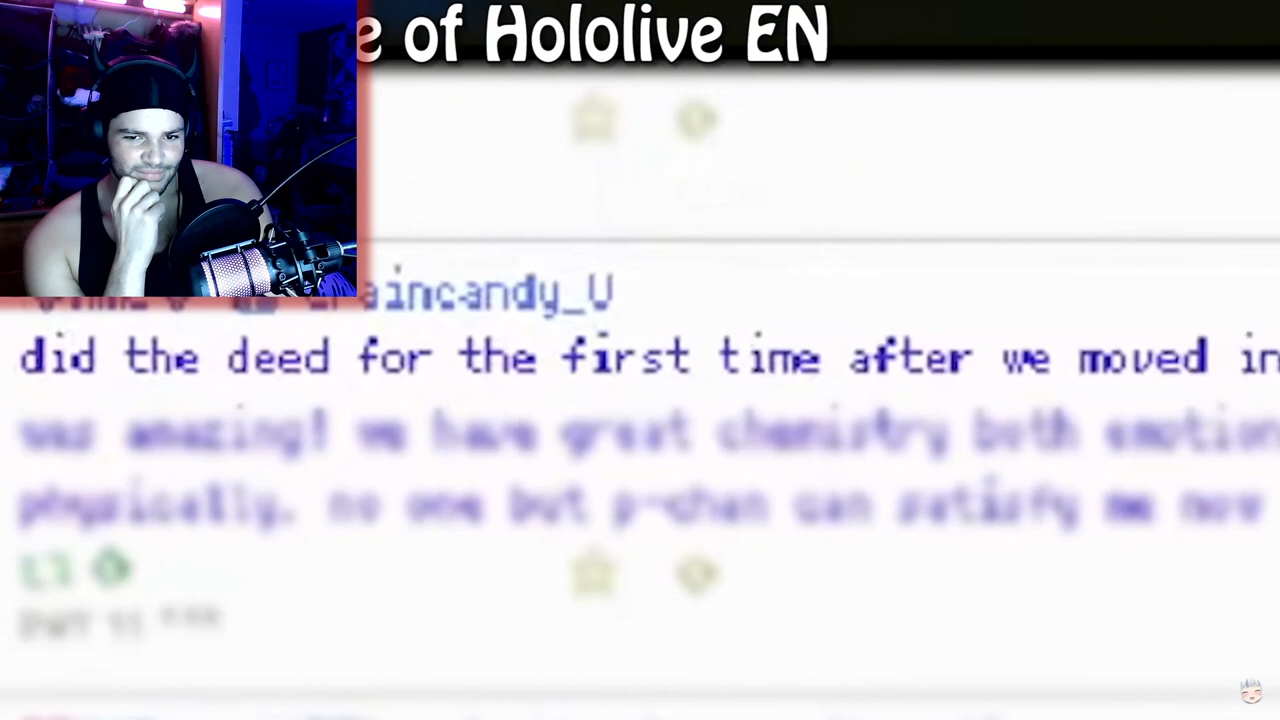 e of Hololive EN
aincandy_U
did the deed for the first time after we moved in
was amazing! we have great chemistry both emotion
physically. no one but p-chan can satisfy me now